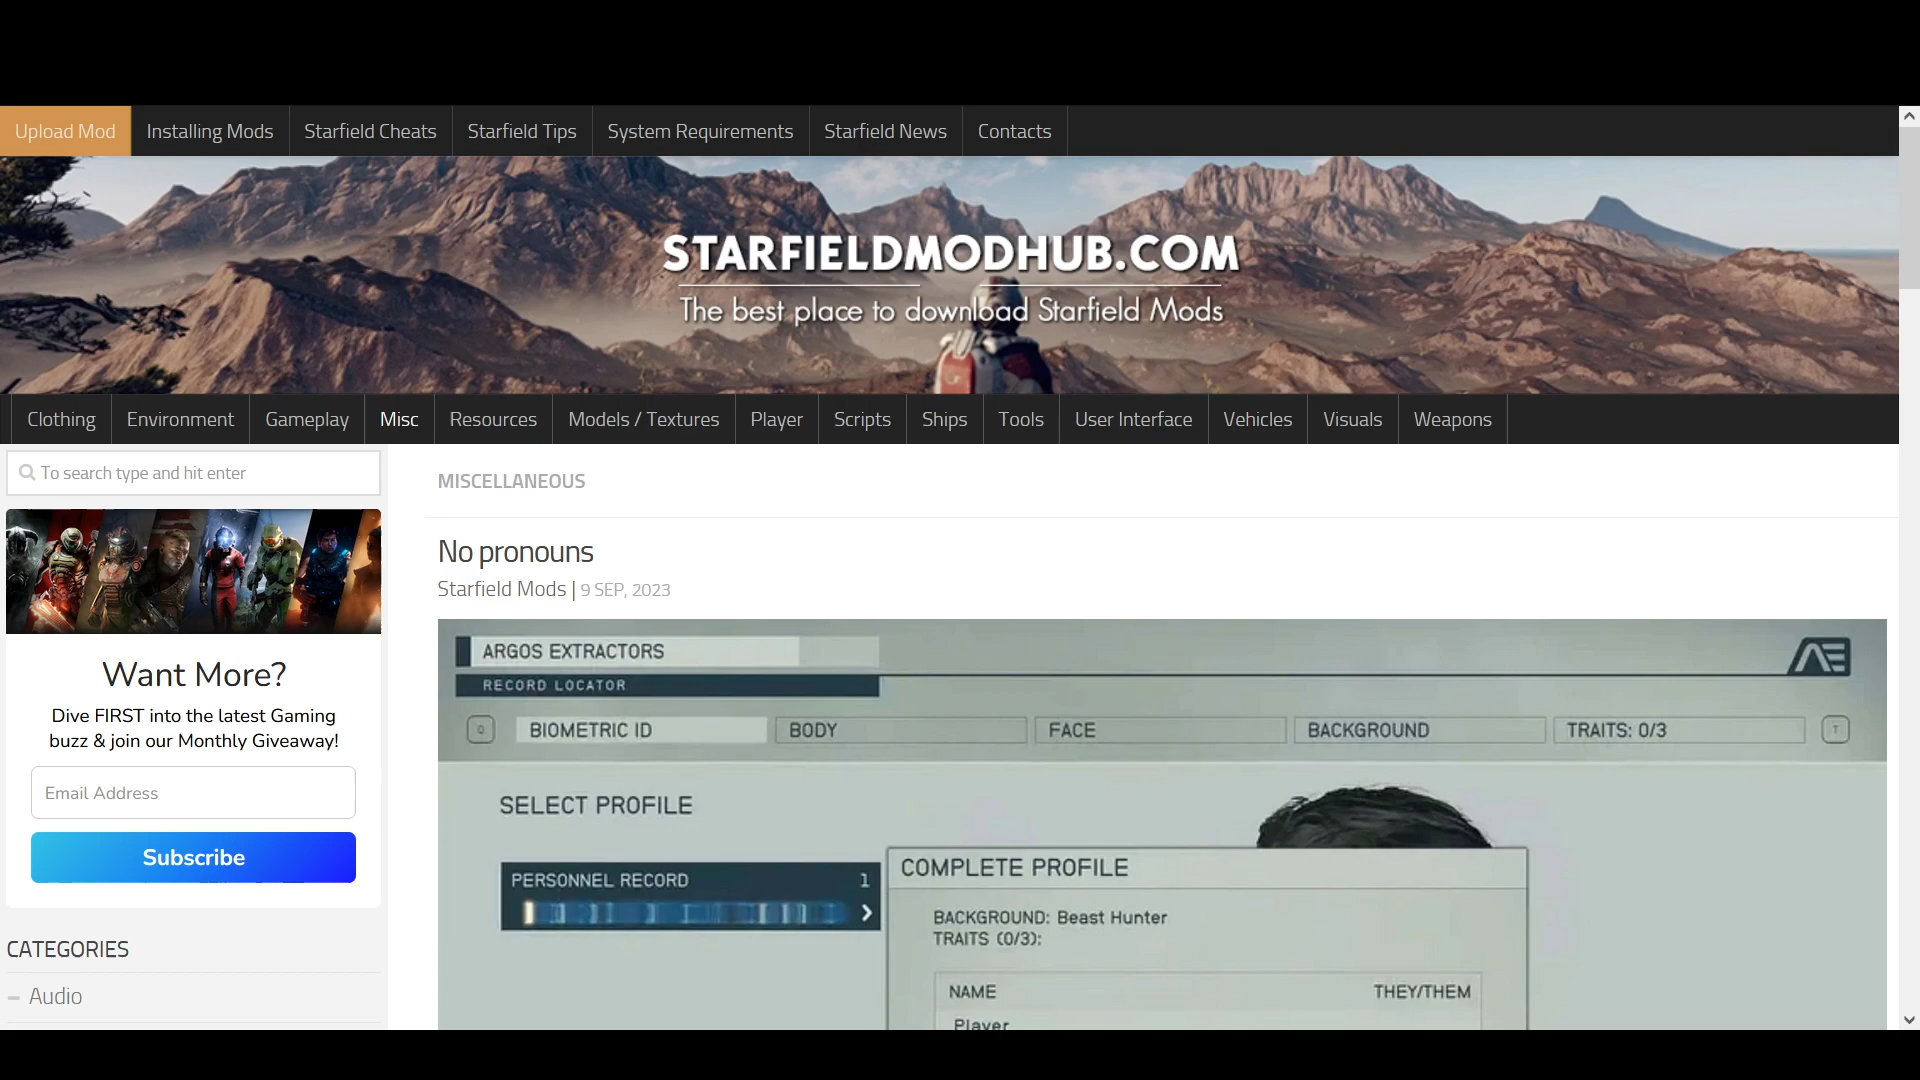 Upload Mod
Installing Mods
Starfield Cheats
Starfield Tips
System Requirements
Starfield News
Contacts
STARFIELDMODHUB.COM
The best place to download Starfield Mods
Clothing
Environment
Gameplay
Misc
Resources
Models / Textures
Player
Scripts
Ships
Tools
User Interface
Vehicles
Visuals
Weapons
To search type and hit enter
Want More?
Dive FIRST into the latest Gaming
buzz & join our Monthly Giveaway!
Email Address
Subscribe
CATEGORIES
Audio
MISCELLANEOUS
No pronouns
Starfield Mods | 9 SEP, 2023
ARGOS EXTRACTORS
AE
RECORD LOCATOR
Q
BIOMETRIC ID
BODY
FACE
BACKGROUND
TRAITS: 0/3
T
SELECT PROFILE
PERSONNEL RECORD 1
COMPLETE PROFILE
BACKGROUND: Beast Hunter
TRAITS (0/3):
NAME
THEY/THEM
Player